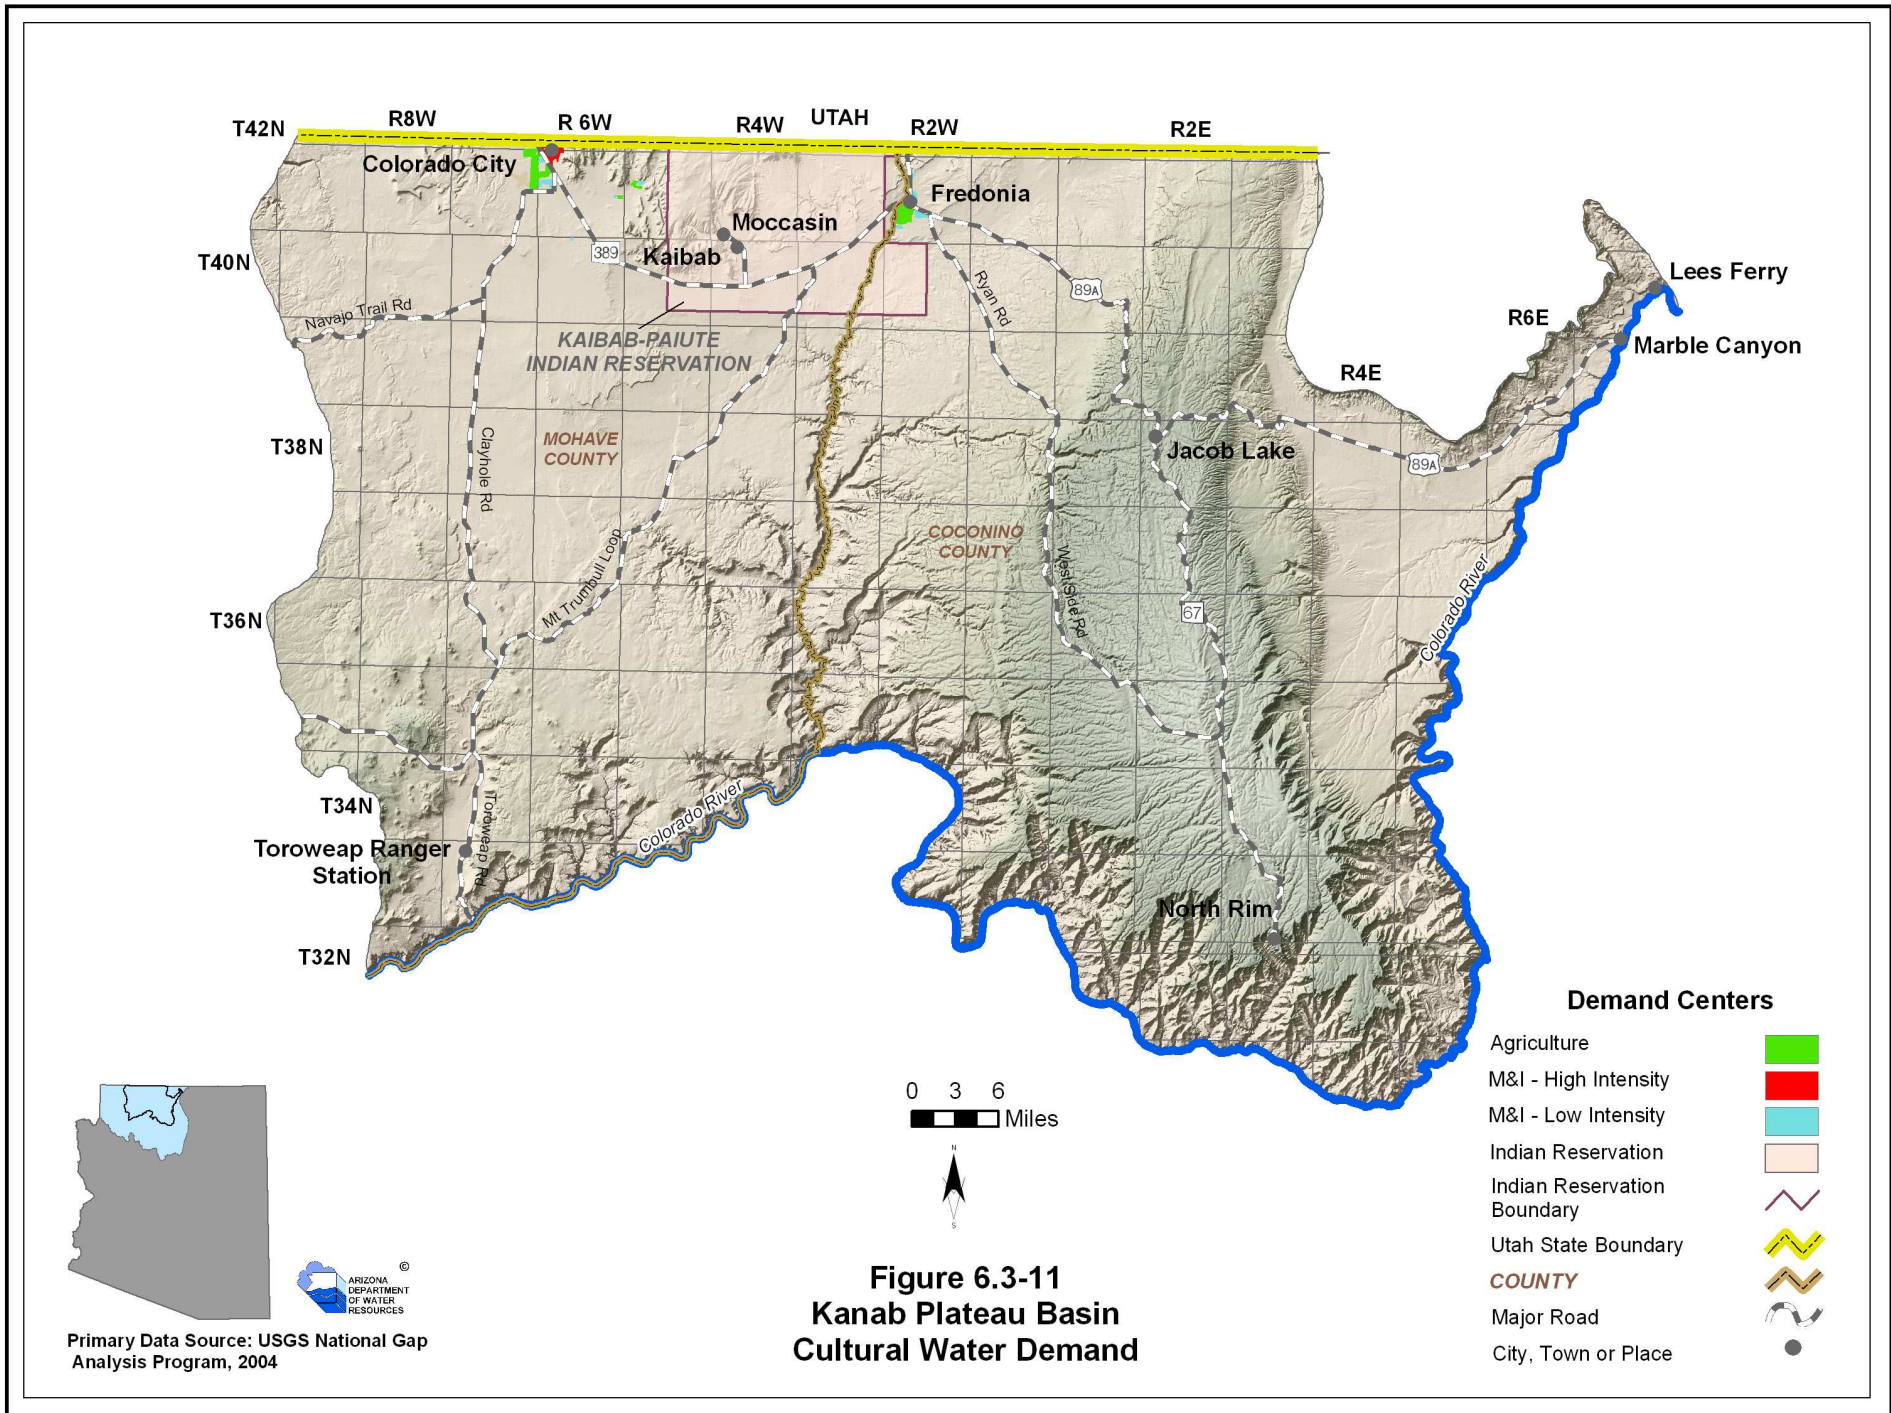 UTAH
T42N
R8W
R 6W
R4W
R2W
R2E
Colorado City
Fredonia
Moccasin
Kaibab
389
T40N
Navajo Trail Rd
Ryan Rd
89A
Lees Ferry
R6E
Marble Canyon
KAIBAB-PAIUTE
INDIAN RESERVATION
R4E
T38N
Clayhole Rd
MOHAVE
COUNTY
Jacob Lake
89A
COCONINO
COUNTY
Mt Trumbull Loop
West Side Rd
67
Colorado River
T36N
T34N
Toroweap Rd
Colorado River
Toroweap Ranger
Station
North Rim
T32N
0 3 6
Miles
N
S
Demand Centers
Agriculture
M&I - High Intensity
M&I - Low Intensity
Indian Reservation
Indian Reservation
Boundary
Utah State Boundary
COUNTY
Major Road
City, Town or Place
©
ARIZONA
DEPARTMENT
OF WATER
RESOURCES
Primary Data Source: USGS National Gap
Analysis Program, 2004
Figure 6.3-11
Kanab Plateau Basin
Cultural Water Demand